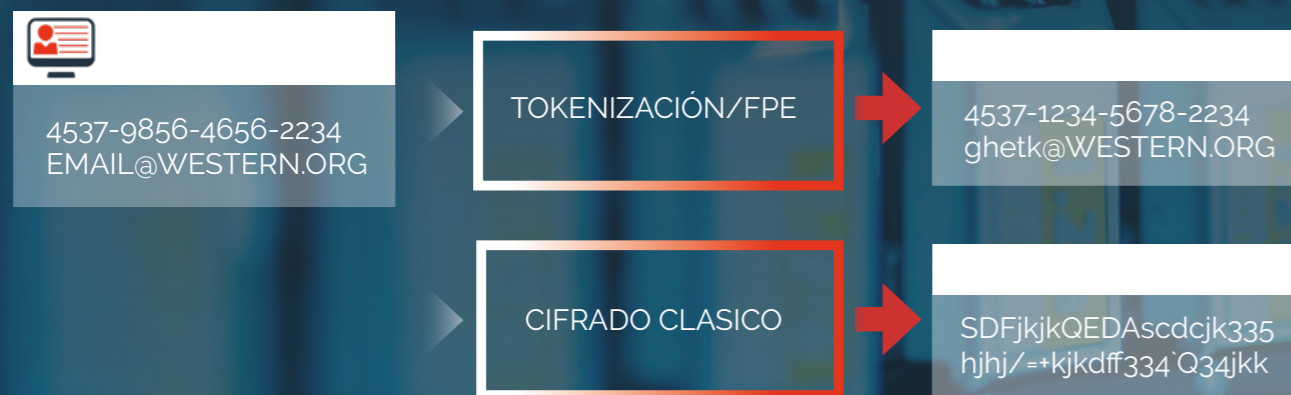 4537-9856-4656-2234
EMAIL@WESTERN.ORG
TOKENIZACIÓN/FPE
4537-1234-5678-2234
ghetk@WESTERN.ORG
CIFRADO CLASICO
SDFjkjkQEDAscdcjk335
hjhj/=+kjkdff334`Q34jkk